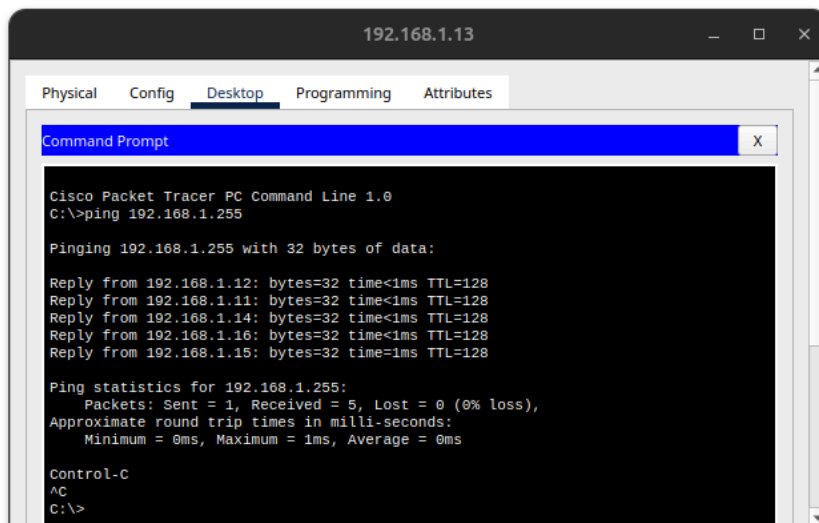 192.168.1.13
Physical Config Desktop Programming Attributes
Command Prompt
X
Cisco Packet Tracer PC Command Line 1.0
C:\>ping 192.168.1.255
Pinging 192.168.1.255 with 32 bytes of data:
Reply from 192.168.1.12: bytes=32 time<1ms TTL=128
Reply from 192.168.1.11: bytes=32 time<1ms TTL=128
Reply from 192.168.1.14: bytes=32 time<1ms TTL=128
Reply from 192.168.1.16: bytes=32 time<1ms TTL=128
Reply from 192.168.1.15: bytes=32 time=1ms TTL=128
Ping statistics for 192.168.1.255:
Packets: Sent = 1, Received = 5, Lost = 0 (0% loss),
Approximate round trip times in milli-seconds:
Minimum = 0ms, Maximum = 1ms, Average = 0ms
Control-C
^C
C:\>